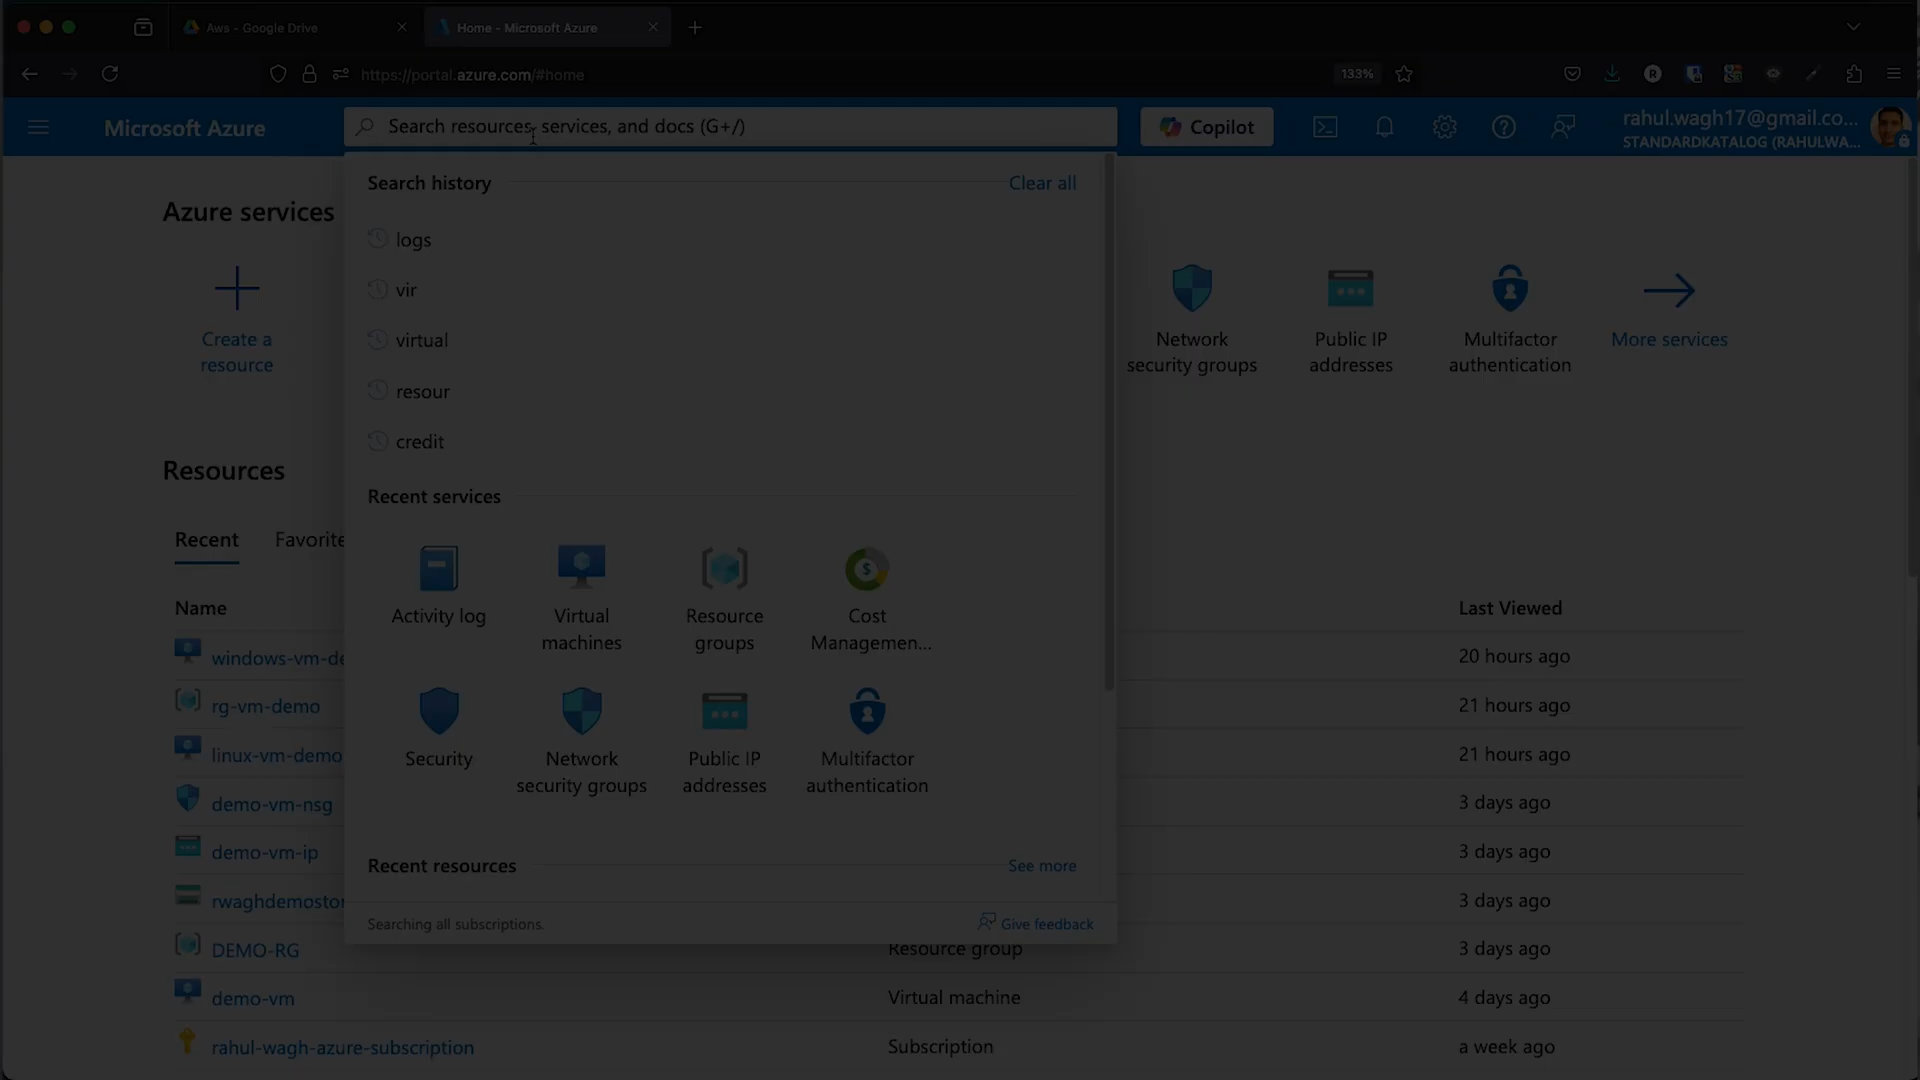 Aws - Google Drive
Home - Microsoft Azure
https://portal.azure.com/#home
133%
Microsoft Azure
Search resources, services, and docs (G+/)
Copilot
rahul.wagh17@gmail.co...
STANDARDKATALOG (RAHULWA...
Azure services
Create a
resource
Search history
Clear all
logs
vir
virtual
resour
credit
Network
security groups
Public IP
addresses
Multifactor
authentication
More services
Resources
Recent
Favorite
Recent services
Activity log
Virtual
machines
Resource
groups
Cost
Managemen...
Security
Network
security groups
Public IP
addresses
Multifactor
authentication
Recent resources
See more
Searching all subscriptions.
Give feedback
Name
Last Viewed
windows-vm-de
20 hours ago
rg-vm-demo
21 hours ago
linux-vm-demo
21 hours ago
demo-vm-nsg
3 days ago
demo-vm-ip
3 days ago
rwaghdemostor
3 days ago
DEMO-RG
Resource group
3 days ago
demo-vm
Virtual machine
4 days ago
rahul-wagh-azure-subscription
Subscription
a week ago